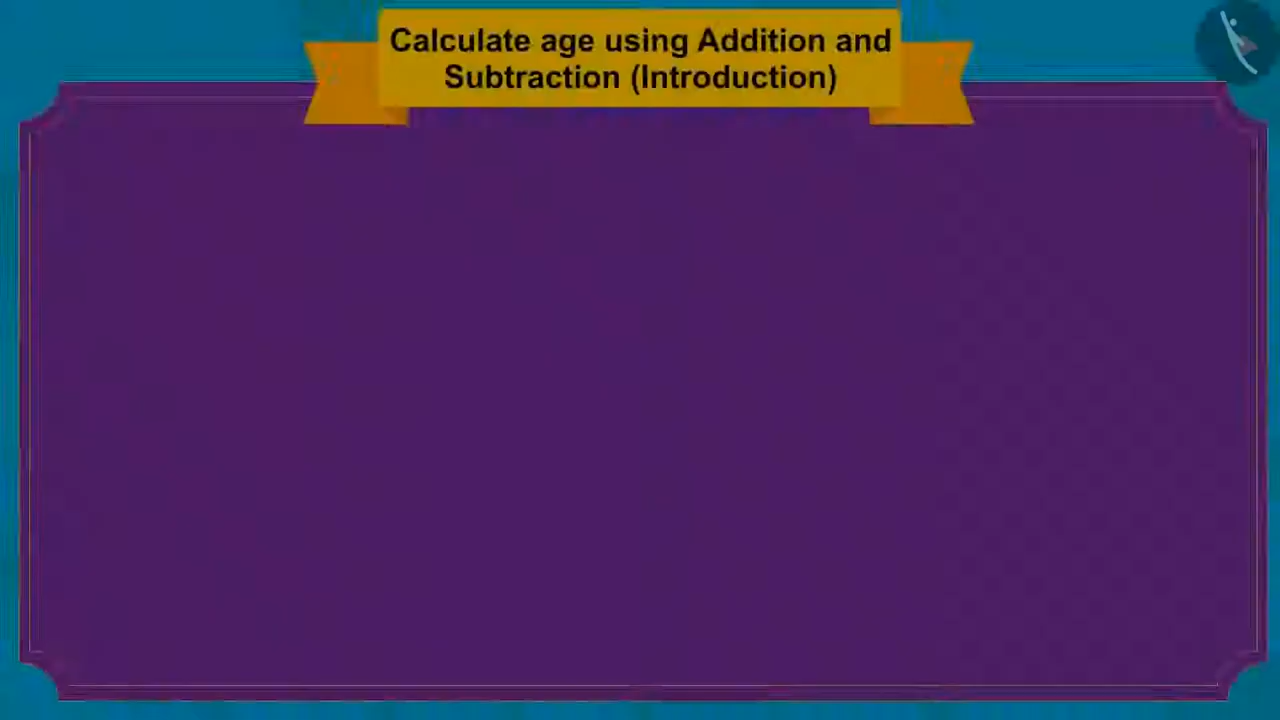 Calculate age using Addition and
Subtraction (Introduction)